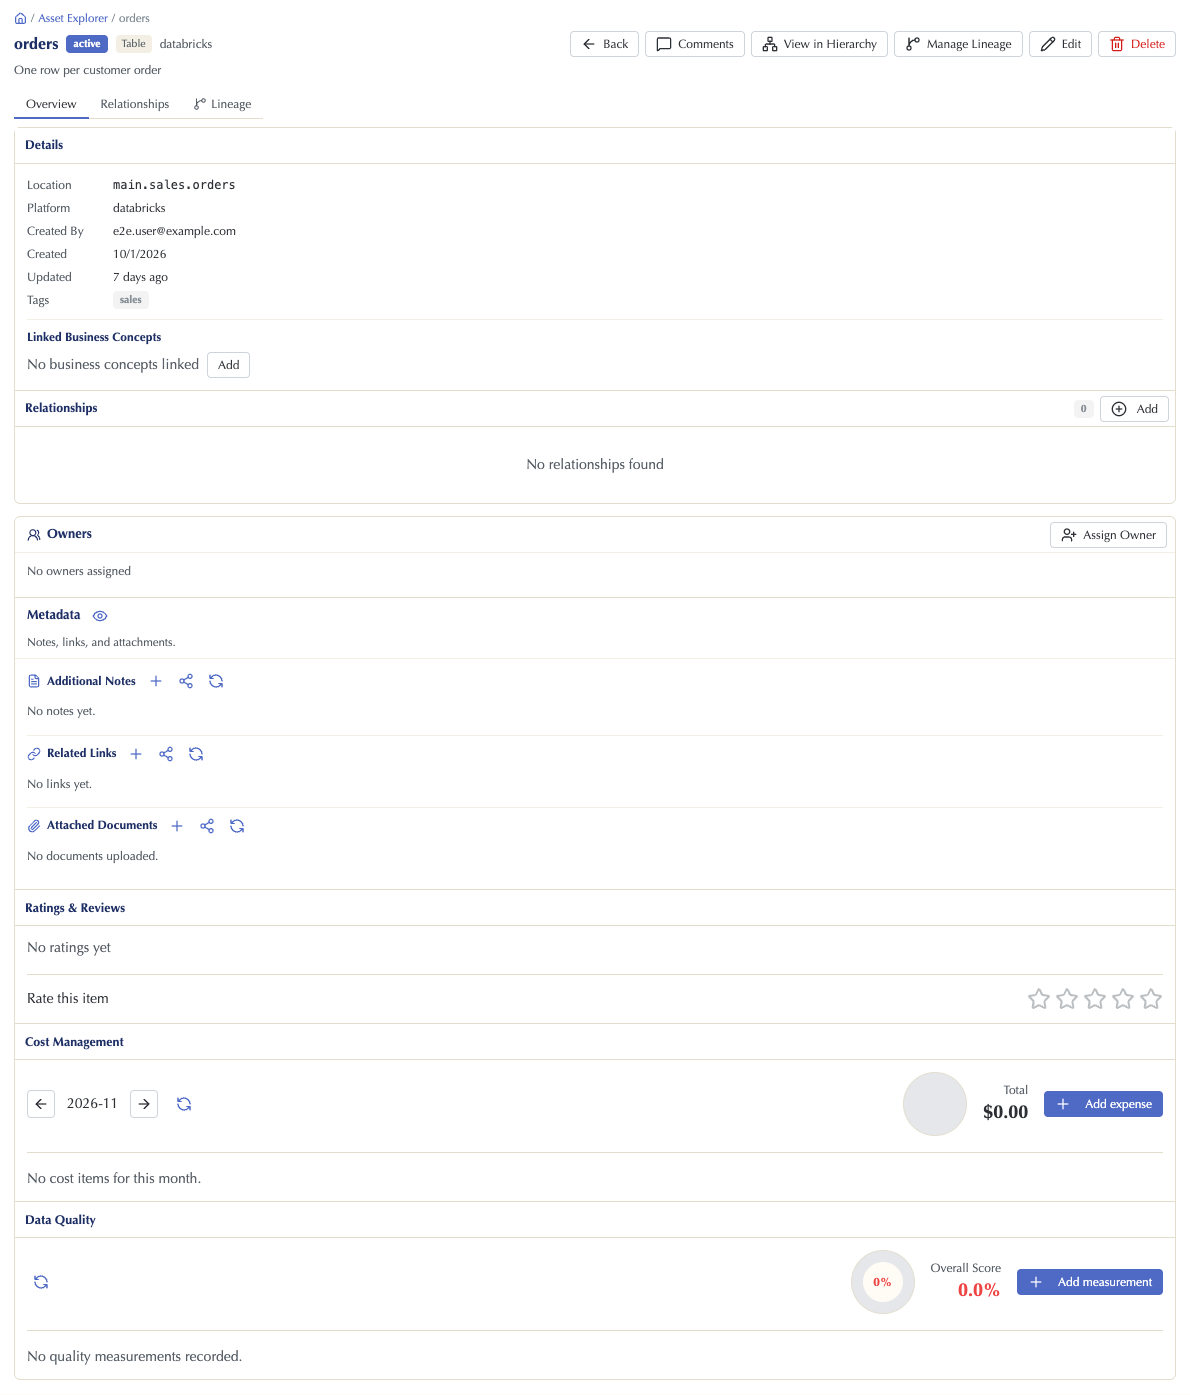 / Asset Explorer / orders
orders active Table databricks
Back Comments View in Hierarchy Manage Lineage Edit Delete
One row per customer order
Overview Relationships Lineage
Details
Location main.sales.orders
Platform databricks
Created By e2e.user@example.com
Created 10/1/2026
Updated 7 days ago
Tags sales
Linked Business Concepts
No business concepts linked Add
Relationships 0 Add
No relationships found
Owners Assign Owner
No owners assigned
Metadata
Notes, links, and attachments.
Additional Notes
No notes yet.
Related Links
No links yet.
Attached Documents
No documents uploaded.
Ratings & Reviews
No ratings yet
Rate this item
Cost Management
2026-11 Total $0.00 Add expense
No cost items for this month.
Data Quality
0% Overall Score 0.0% Add measurement
No quality measurements recorded.